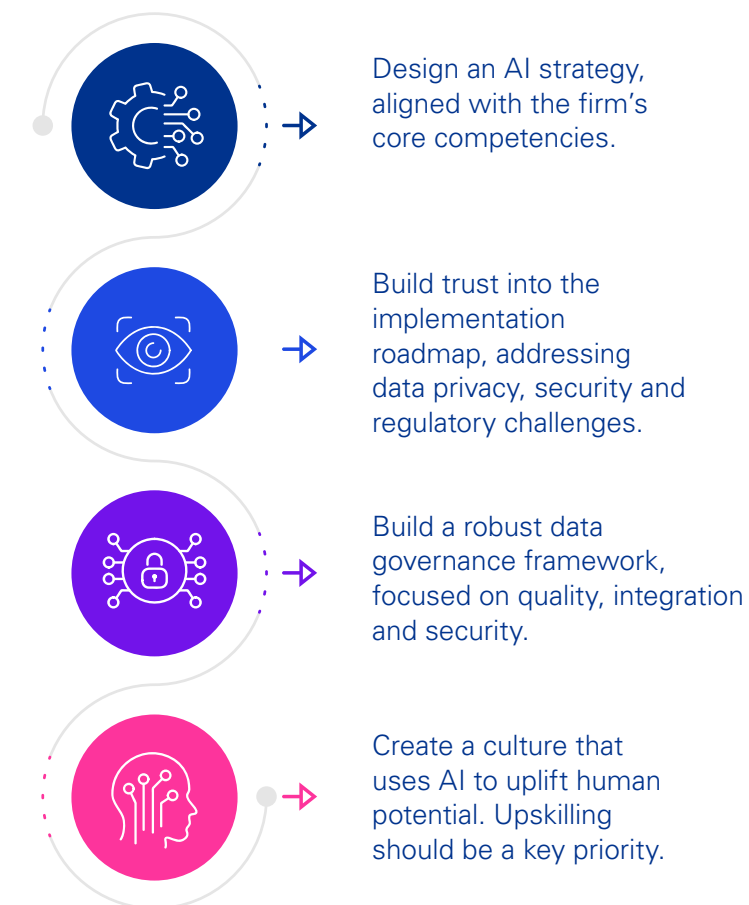 Design an AI strategy,
aligned with the firm’s
core competencies.
Build trust into the
implementation
roadmap, addressing
data privacy, security and
regulatory challenges.
Build a robust data
governance framework,
focused on quality, integration
and security.
Create a culture that
uses AI to uplift human
potential. Upskilling
should be a key priority.